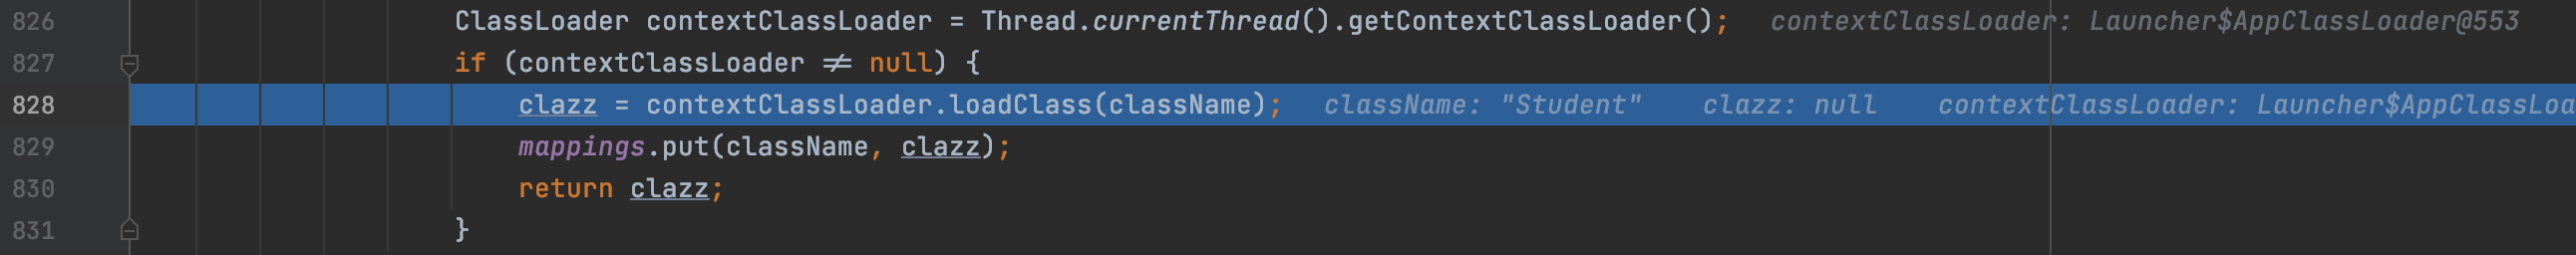 826 ClassLoader contextClassLoader = Thread.currentThread().getContextClassLoader(); contextClassLoader: Launcher$AppClassLoader@553
827 if (contextClassLoader ≠ null) {
828 clazz = contextClassLoader.loadClass(className); className: "Student" clazz: null contextClassLoader: Launcher$AppClassLoa
829 mappings.put(className, clazz);
830 return clazz;
831 }